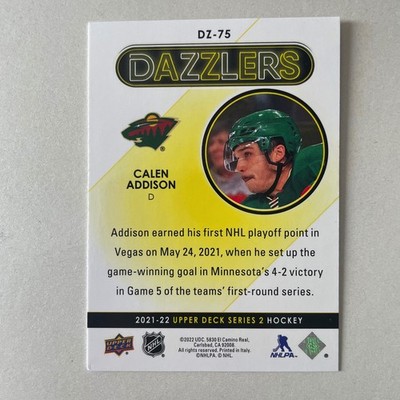 DZ-75
DAZZLERS
CALEN
ADDISON
D
Addison earned his first NHL playoff point in
Vegas on May 24, 2021, when he set up the
game-winning goal in Minnesota's 4-2 victory
in Game 5 of the teams' first-round series.
2021-22 UPPER DECK SERIES 2 HOCKEY
UPPER DECK
NHL
©2022 UDC. 5830 El Camino Real,
Carlsbad, CA 92008.
All rights reserved. Printed in Italy.
©NHLPA. © NHL.
NHLPA